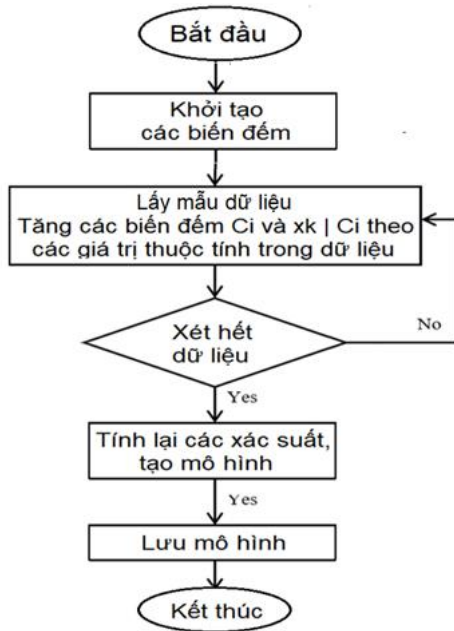 Bắt đầu
Khởi tạo
các biến đếm
Lấy mẫu dữ liệu
Tăng các biến đếm Ci và xk | Ci theo
các giá trị thuộc tính trong dữ liệu
Xét hết
dữ liệu
No
Yes
Tính lại các xác suất,
tạo mô hình
Yes
Lưu mô hình
Kết thúc